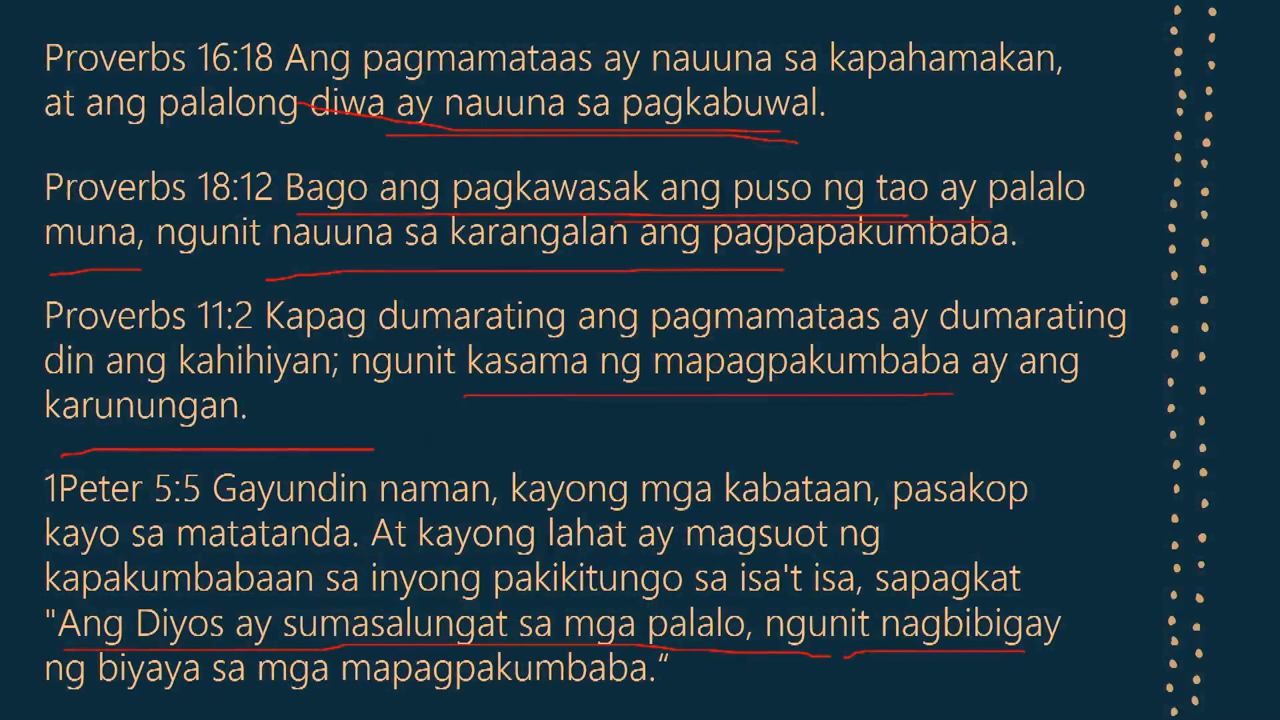 Proverbs 16:18 Ang pagmamataas ay nauuna sa kapahamakan,
at ang palalong diwa ay nauuna sa pagkabuwal.
Proverbs 18:12 Bago ang pagkawasak ang puso ng tao ay palalo
muna, ngunit nauuna sa karangalan ang pagpapakumbaba.
Proverbs 11:2 Kapag dumarating ang pagmamataas ay dumarating
din ang kahihiyan; ngunit kasama ng mapagpakumbaba ay ang
karunungan.
1Peter 5:5 Gayundin naman, kayong mga kabataan, pasakop
kayo sa matatanda. At kayong lahat ay magsuot ng
kapakumbabaan sa inyong pakikitungo sa isa't isa, sapagkat
"Ang Diyos ay sumasalungat sa mga palalo, ngunit nagbibigay
ng biyaya sa mga mapagpakumbaba.“